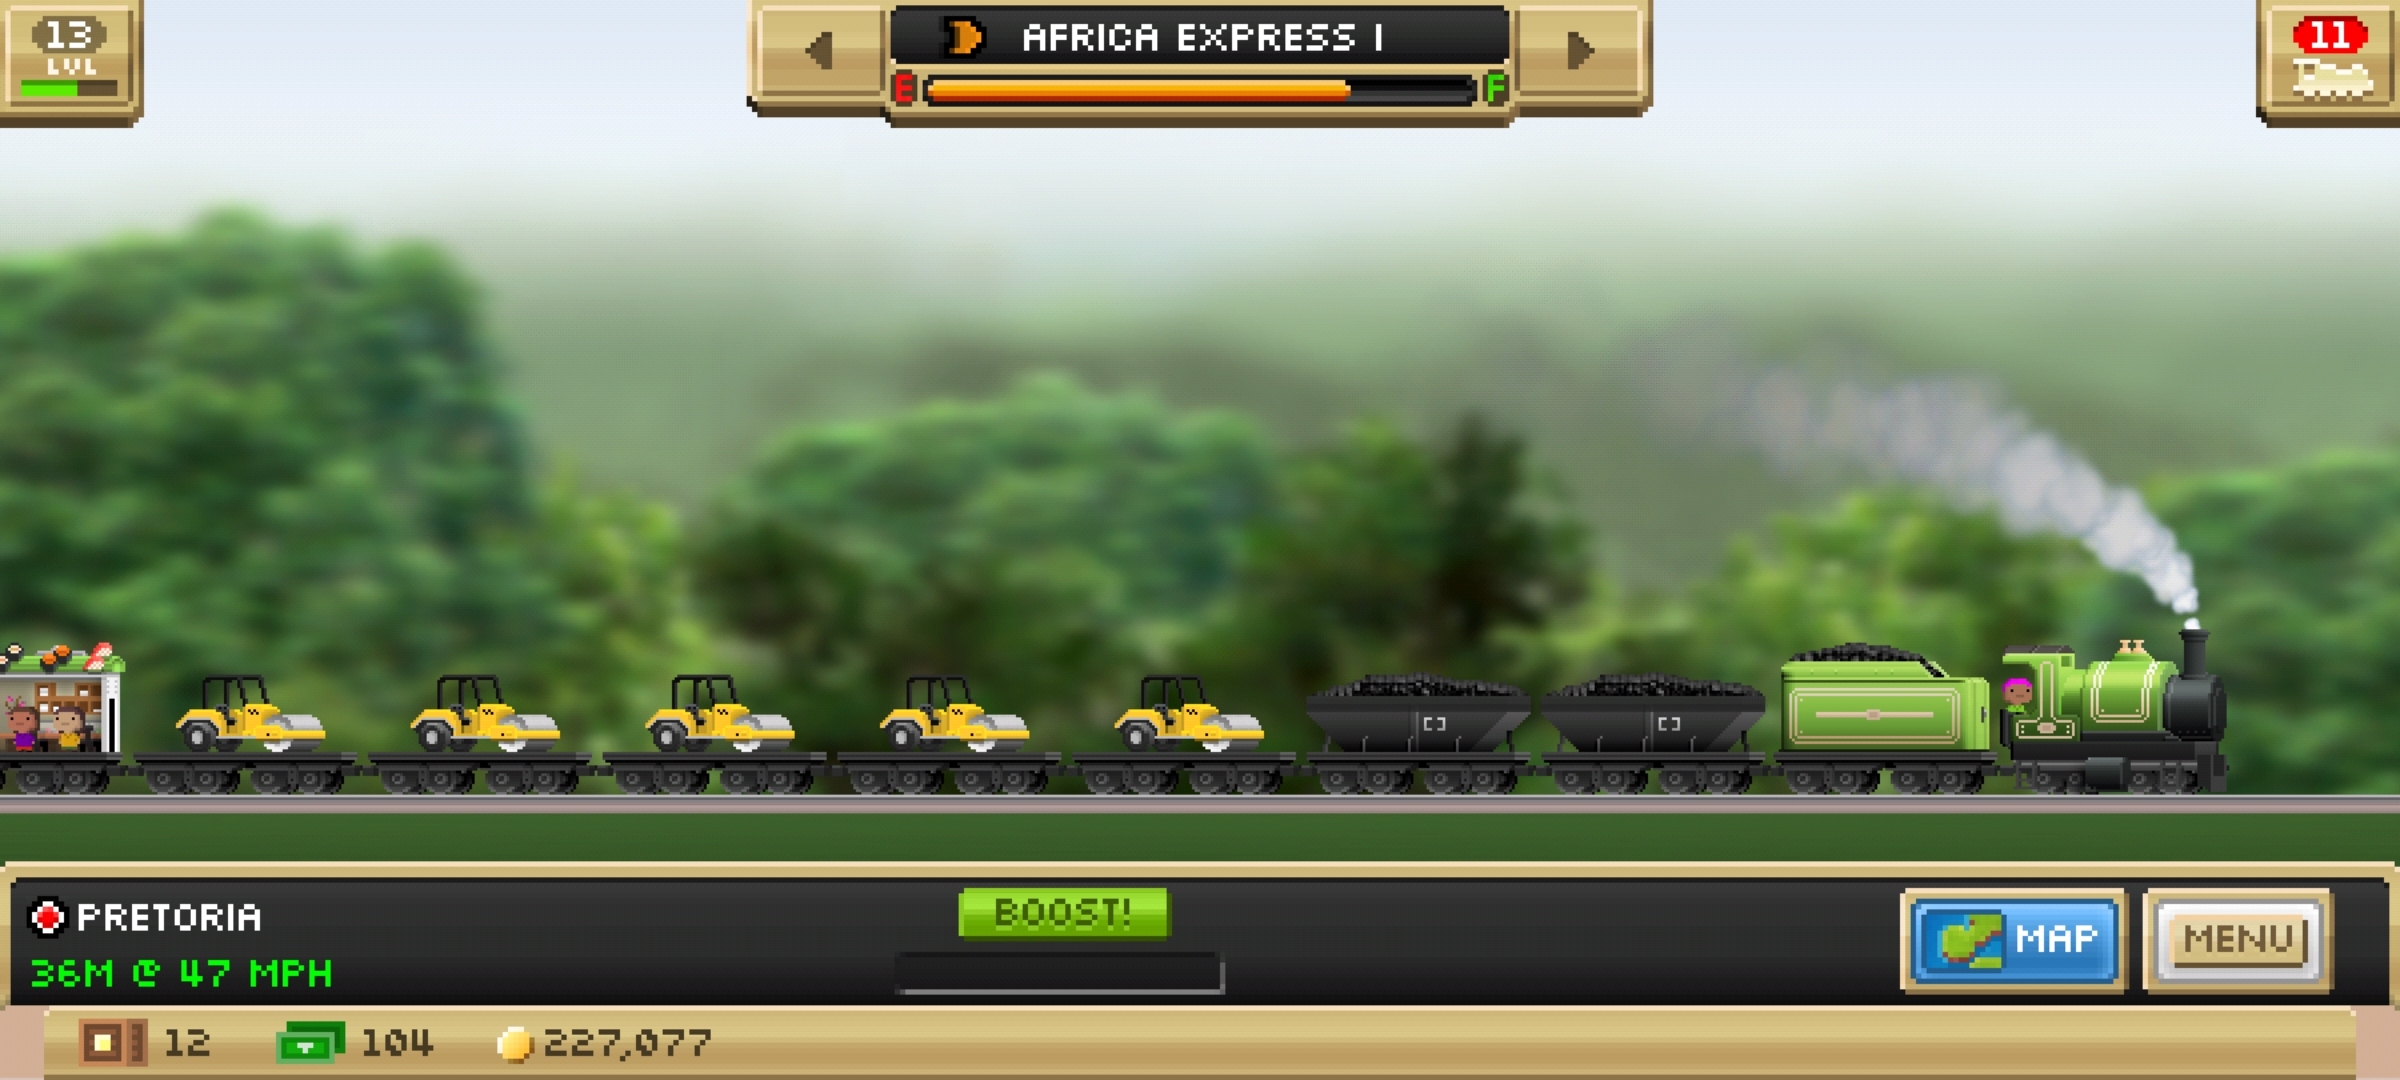 13
LVL
AFRICA EXPRESS I
E F
11
PRETORIA
BOOST!
36M @ 47 MPH
MAP
MENU
12 104 227,077